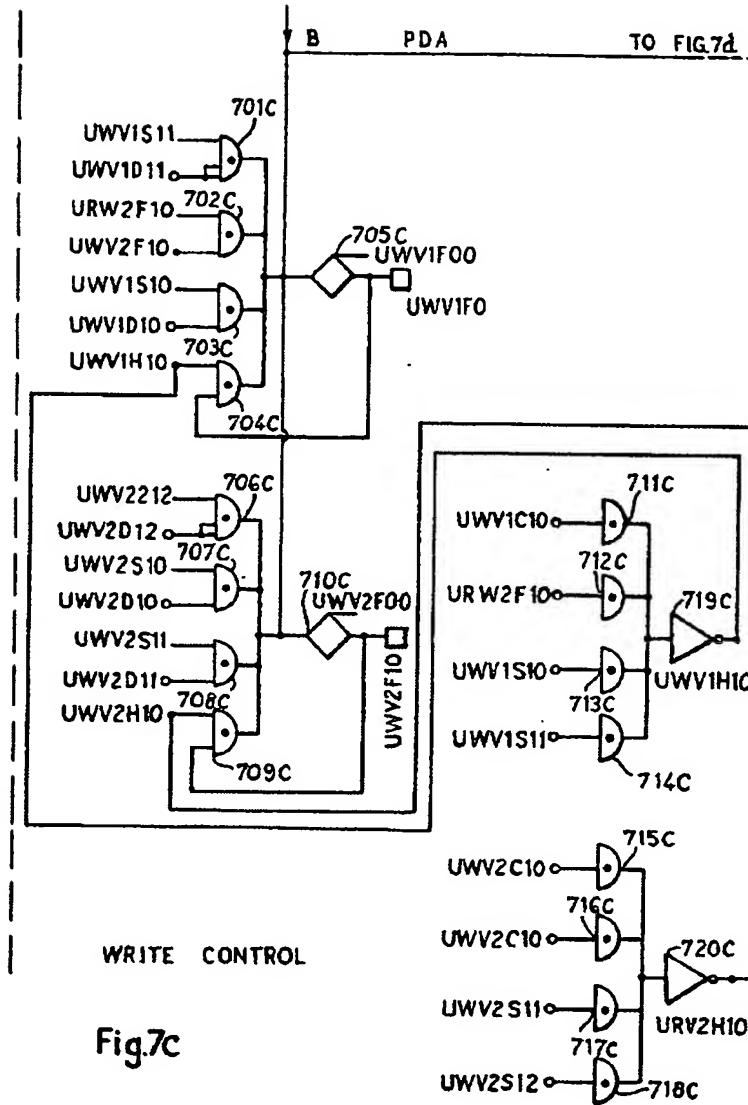 B PDA TO FIG.7d
701C
UWV1S11
UWV1D11
702C
URW2F10
UWV2F10
705C
UWV1F00
UWV1S10
UWV1F0
UWV1D10
703C
UWV1H10
704C
UWV2212
706C
UWV2D12
707C
UWV2S10
710C
UWV2F00
UWV2D10
UWV2S11
UWV2D11
708C
UWV2H10
UWV2F10
709C
711C
UWV1C10
712C
URW2F10
719C
UWV1S10
UWV1H10
713C
UWV1S11
714C
715C
UWV2C10
716C
UWV2C10
720C
UWV2S11
URV2H10
717C
UWV2S12
718C
WRITE CONTROL
Fig.7c